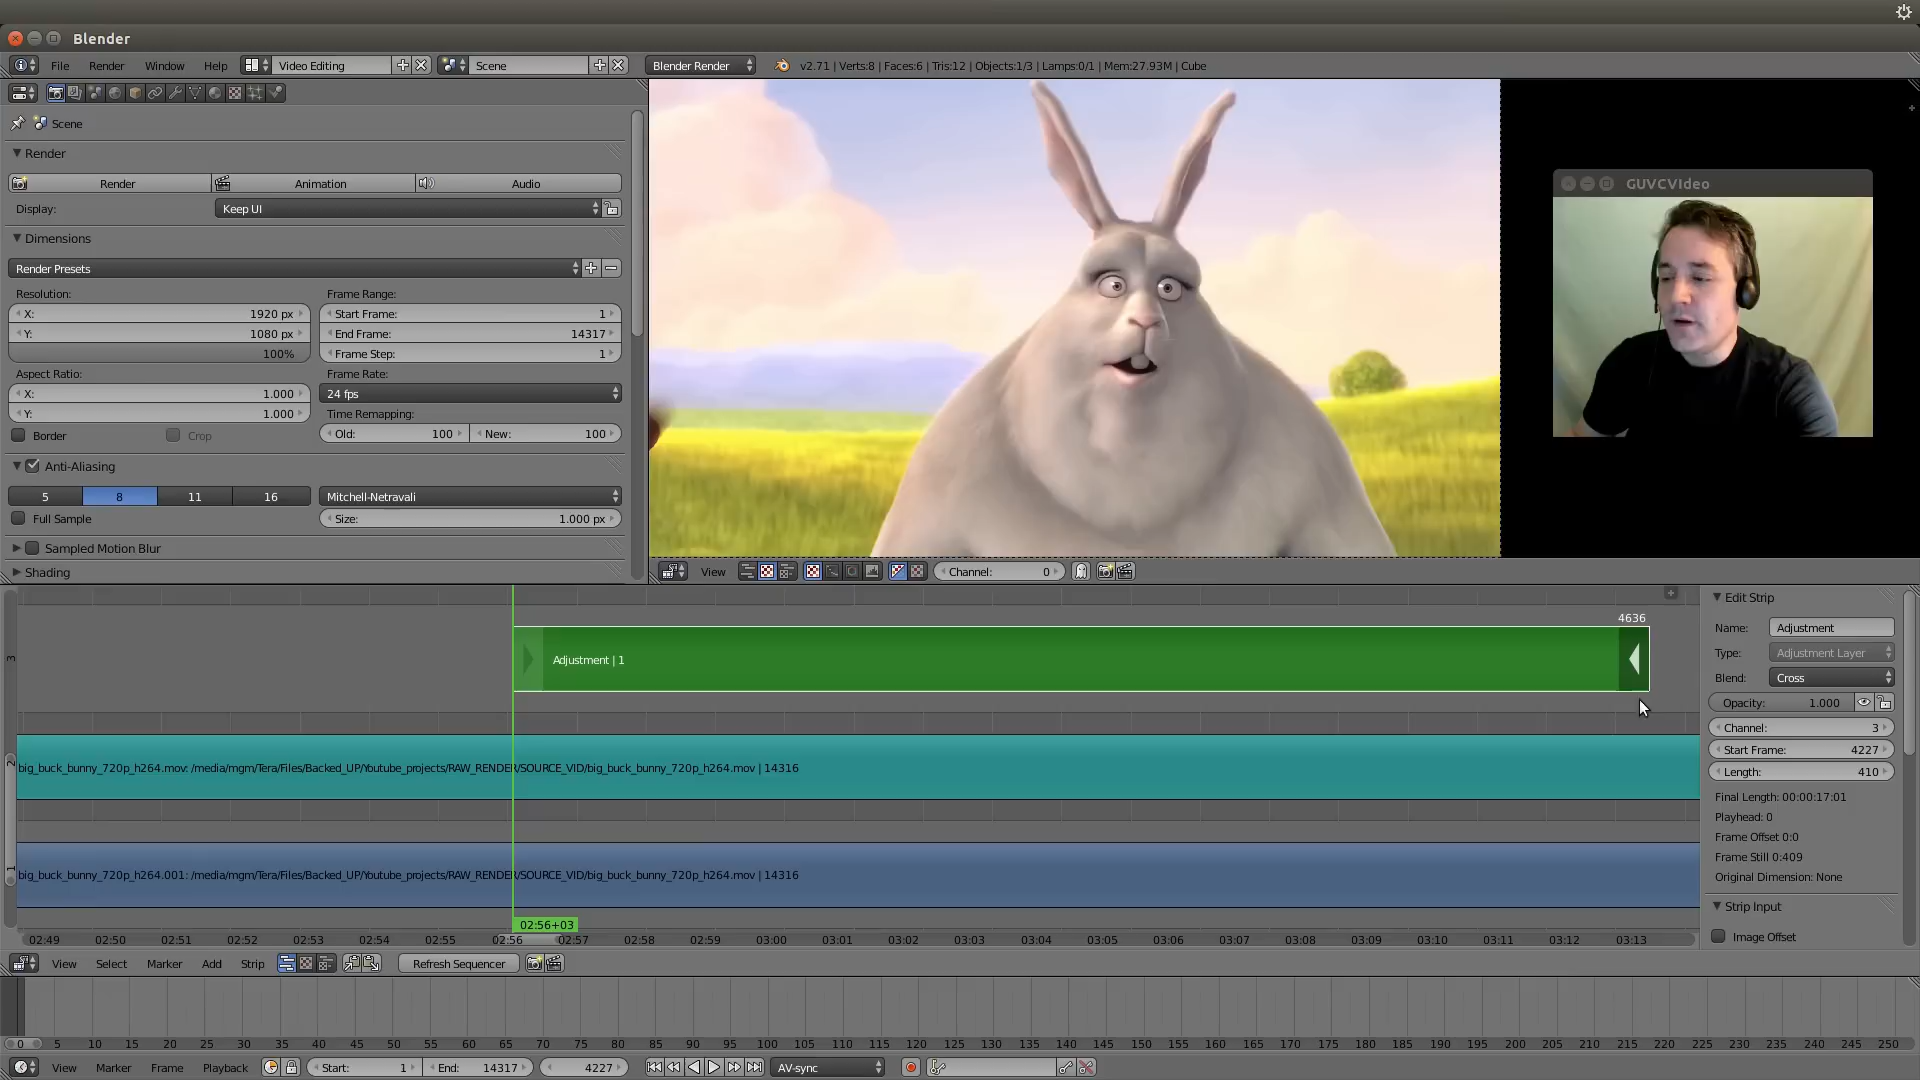 Blender
File Render Window Help Video Editing Scene Blender Render v2.71 | Verts:8 | Faces:6 | Tris:12 | Objects:1/3 | Lamps:0/1 | Mem:27.93M | Cube
Scene
Render
Render Animation Audio
Display: Keep UI
Dimensions
Render Presets
Resolution: Frame Range:
X: 1920 px Start Frame: 1
Y: 1080 px End Frame: 14317
100% Frame Step: 1
Aspect Ratio: Frame Rate:
X: 1.000 24 fps
Y: 1.000 Time Remapping:
Border Crop Old: 100 New: 100
Anti-Aliasing
5 8 11 16 Mitchell-Netravali
Full Sample Size: 1.000 px
Sampled Motion Blur
Shading
GUVCVideo
View Channel: 0
4636
Adjustment | 1
3
2
big_buck_bunny_720p_h264.mov: /media/mgm/Tera/Files/Backed_UP/Youtube_projects/RAW_RENDER/SOURCE_VID/big_buck_bunny_720p_h264.mov | 14316
1
big_buck_bunny_720p_h264.001: /media/mgm/Tera/Files/Backed_UP/Youtube_projects/RAW_RENDER/SOURCE_VID/big_buck_bunny_720p_h264.mov | 14316
02:56+03
02:49 02:50 02:51 02:52 02:53 02:54 02:55 02:56 02:57 02:58 02:59 03:00 03:01 03:02 03:03 03:04 03:05 03:06 03:07 03:08 03:09 03:10 03:11 03:12 03:13
Edit Strip
Name: Adjustment
Type: Adjustment Layer
Blend: Cross
Opacity: 1.000
Channel: 3
Start Frame: 4227
Length: 410
Final Length: 00:00:17:01
Playhead: 0
Frame Offset 0:0
Frame Still 0:409
Original Dimension: None
Strip Input
Image Offset
View Select Marker Add Strip Refresh Sequencer
0 5 10 15 20 25 30 35 40 45 50 55 60 65 70 75 80 85 90 95 100 105 110 115 120 125 130 135 140 145 150 155 160 165 170 175 180 185 190 195 200 205 210 215 220 225 230 235 240 245 250
View Marker Frame Playback Start: 1 End: 14317 4227 AV-sync